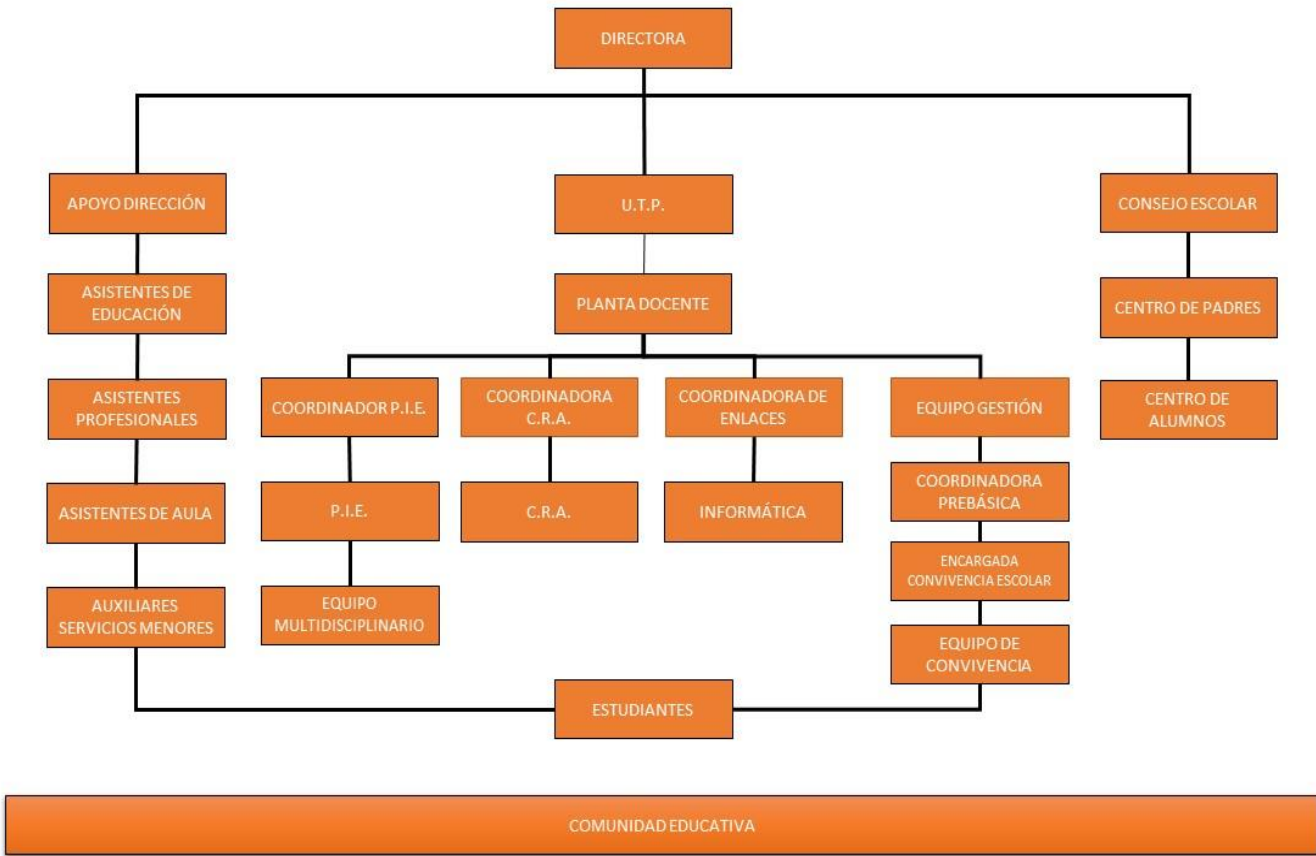 DIRECTORA
APOYO DIRECCIÓN
U.T.P.
CONSEJO ESCOLAR
ASISTENTES DE
EDUCACIÓN
PLANTA DOCENTE
CENTRO DE PADRES
ASISTENTES
PROFESIONALES
COORDINADOR P.I.E.
COORDINADORA
C.R.A.
COORDINADORA DE
ENLACES
EQUIPO GESTIÓN
CENTRO DE
ALUMNOS
ASISTENTES DE AULA
P.I.E.
C.R.A.
INFORMÁTICA
COORDINADORA
PREBÁSICA
ENCARGADA
CONVIVENCIA ESCOLAR
AUXILIARES
SERVICIOS MENORES
EQUIPO
MULTIDISCIPLINARIO
EQUIPO DE
CONVIVENCIA
ESTUDIANTES
COMUNIDAD EDUCATIVA